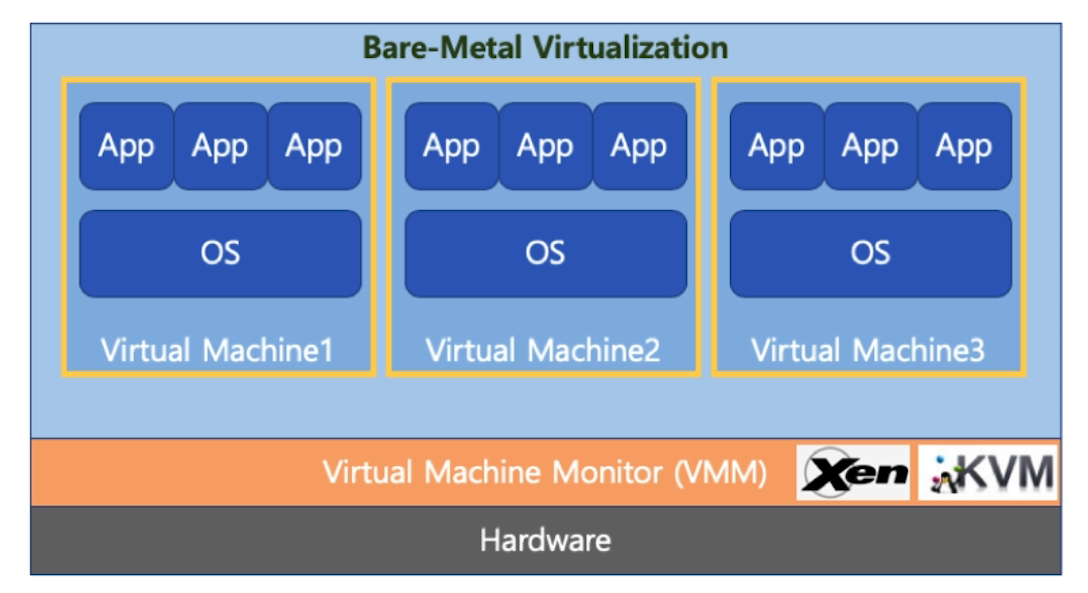 Bare-Metal Virtualization
App App App
OS
Virtual Machine1
App App App
OS
Virtual Machine2
App App App
OS
Virtual Machine3
Virtual Machine Monitor (VMM)
Xen
KVM
Hardware